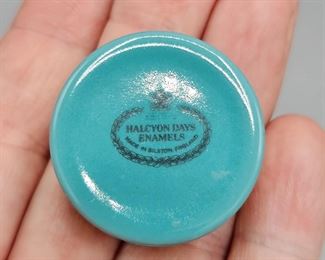 HALCYON DAYS
ENAMELS
MADE IN BILSTON, ENGLAND